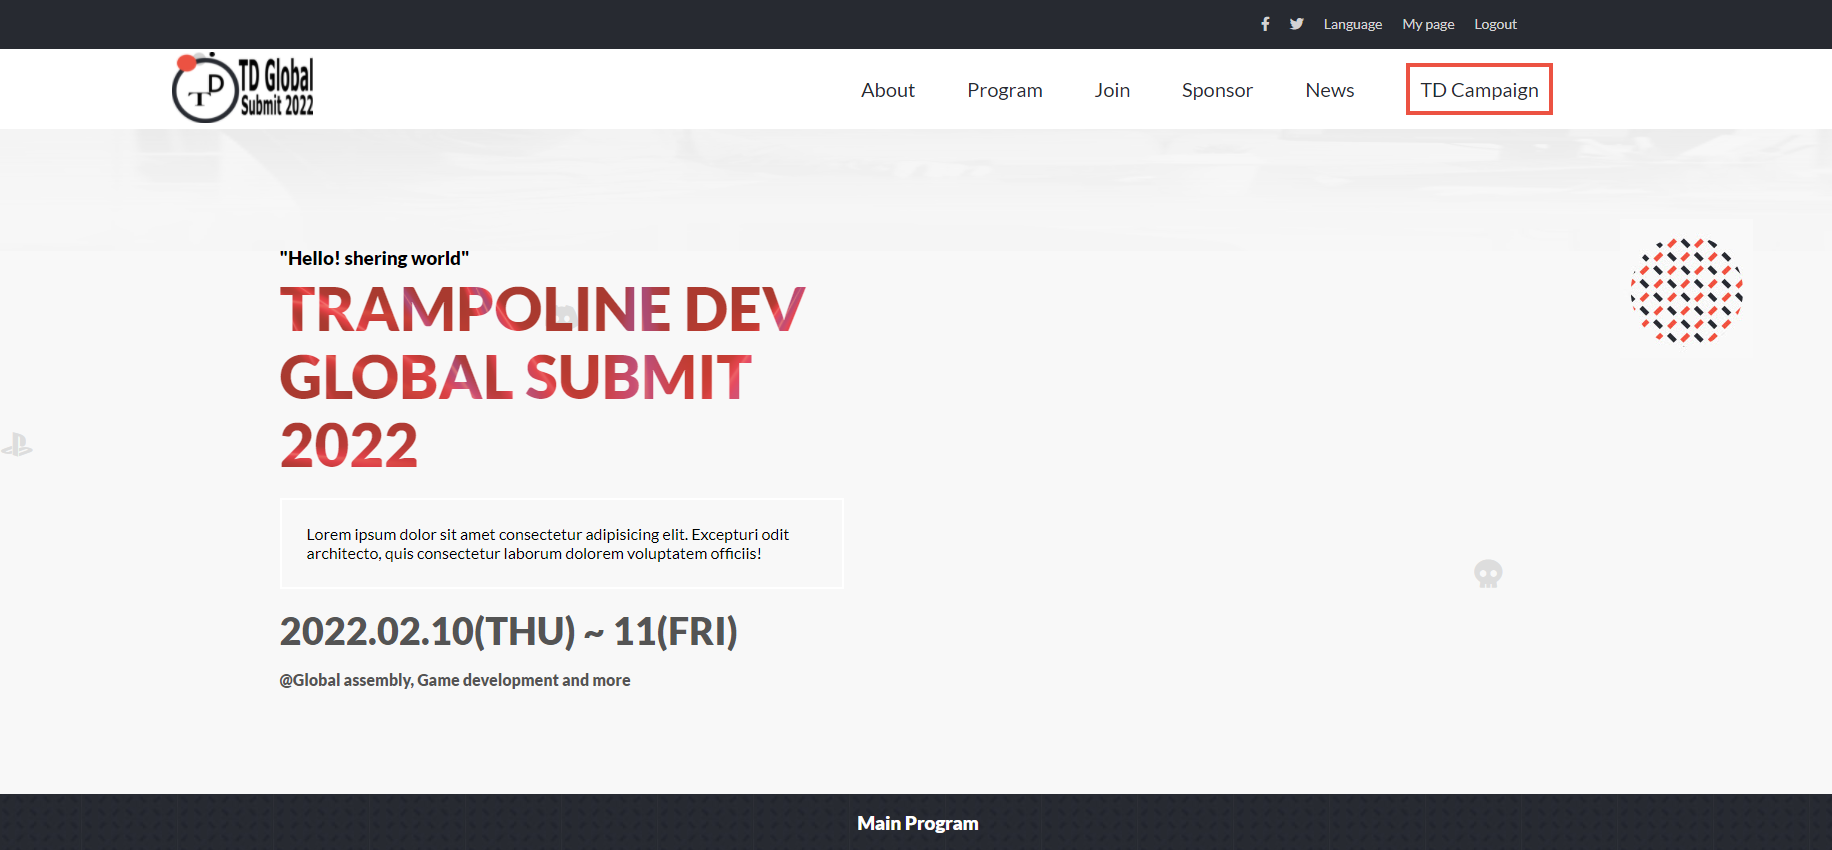 Language My page Logout
TD
TD Global
Submit 2022
About Program Join Sponsor News TD Campaign
"Hello! shering world"
TRAMPOLINE DEV
GLOBAL SUBMIT
2022
Lorem ipsum dolor sit amet consectetur adipisicing elit. Excepturi odit
architecto, quis consectetur laborum dolorem voluptatem officiis!
2022.02.10(THU) ~ 11(FRI)
@Global assembly, Game development and more
Main Program